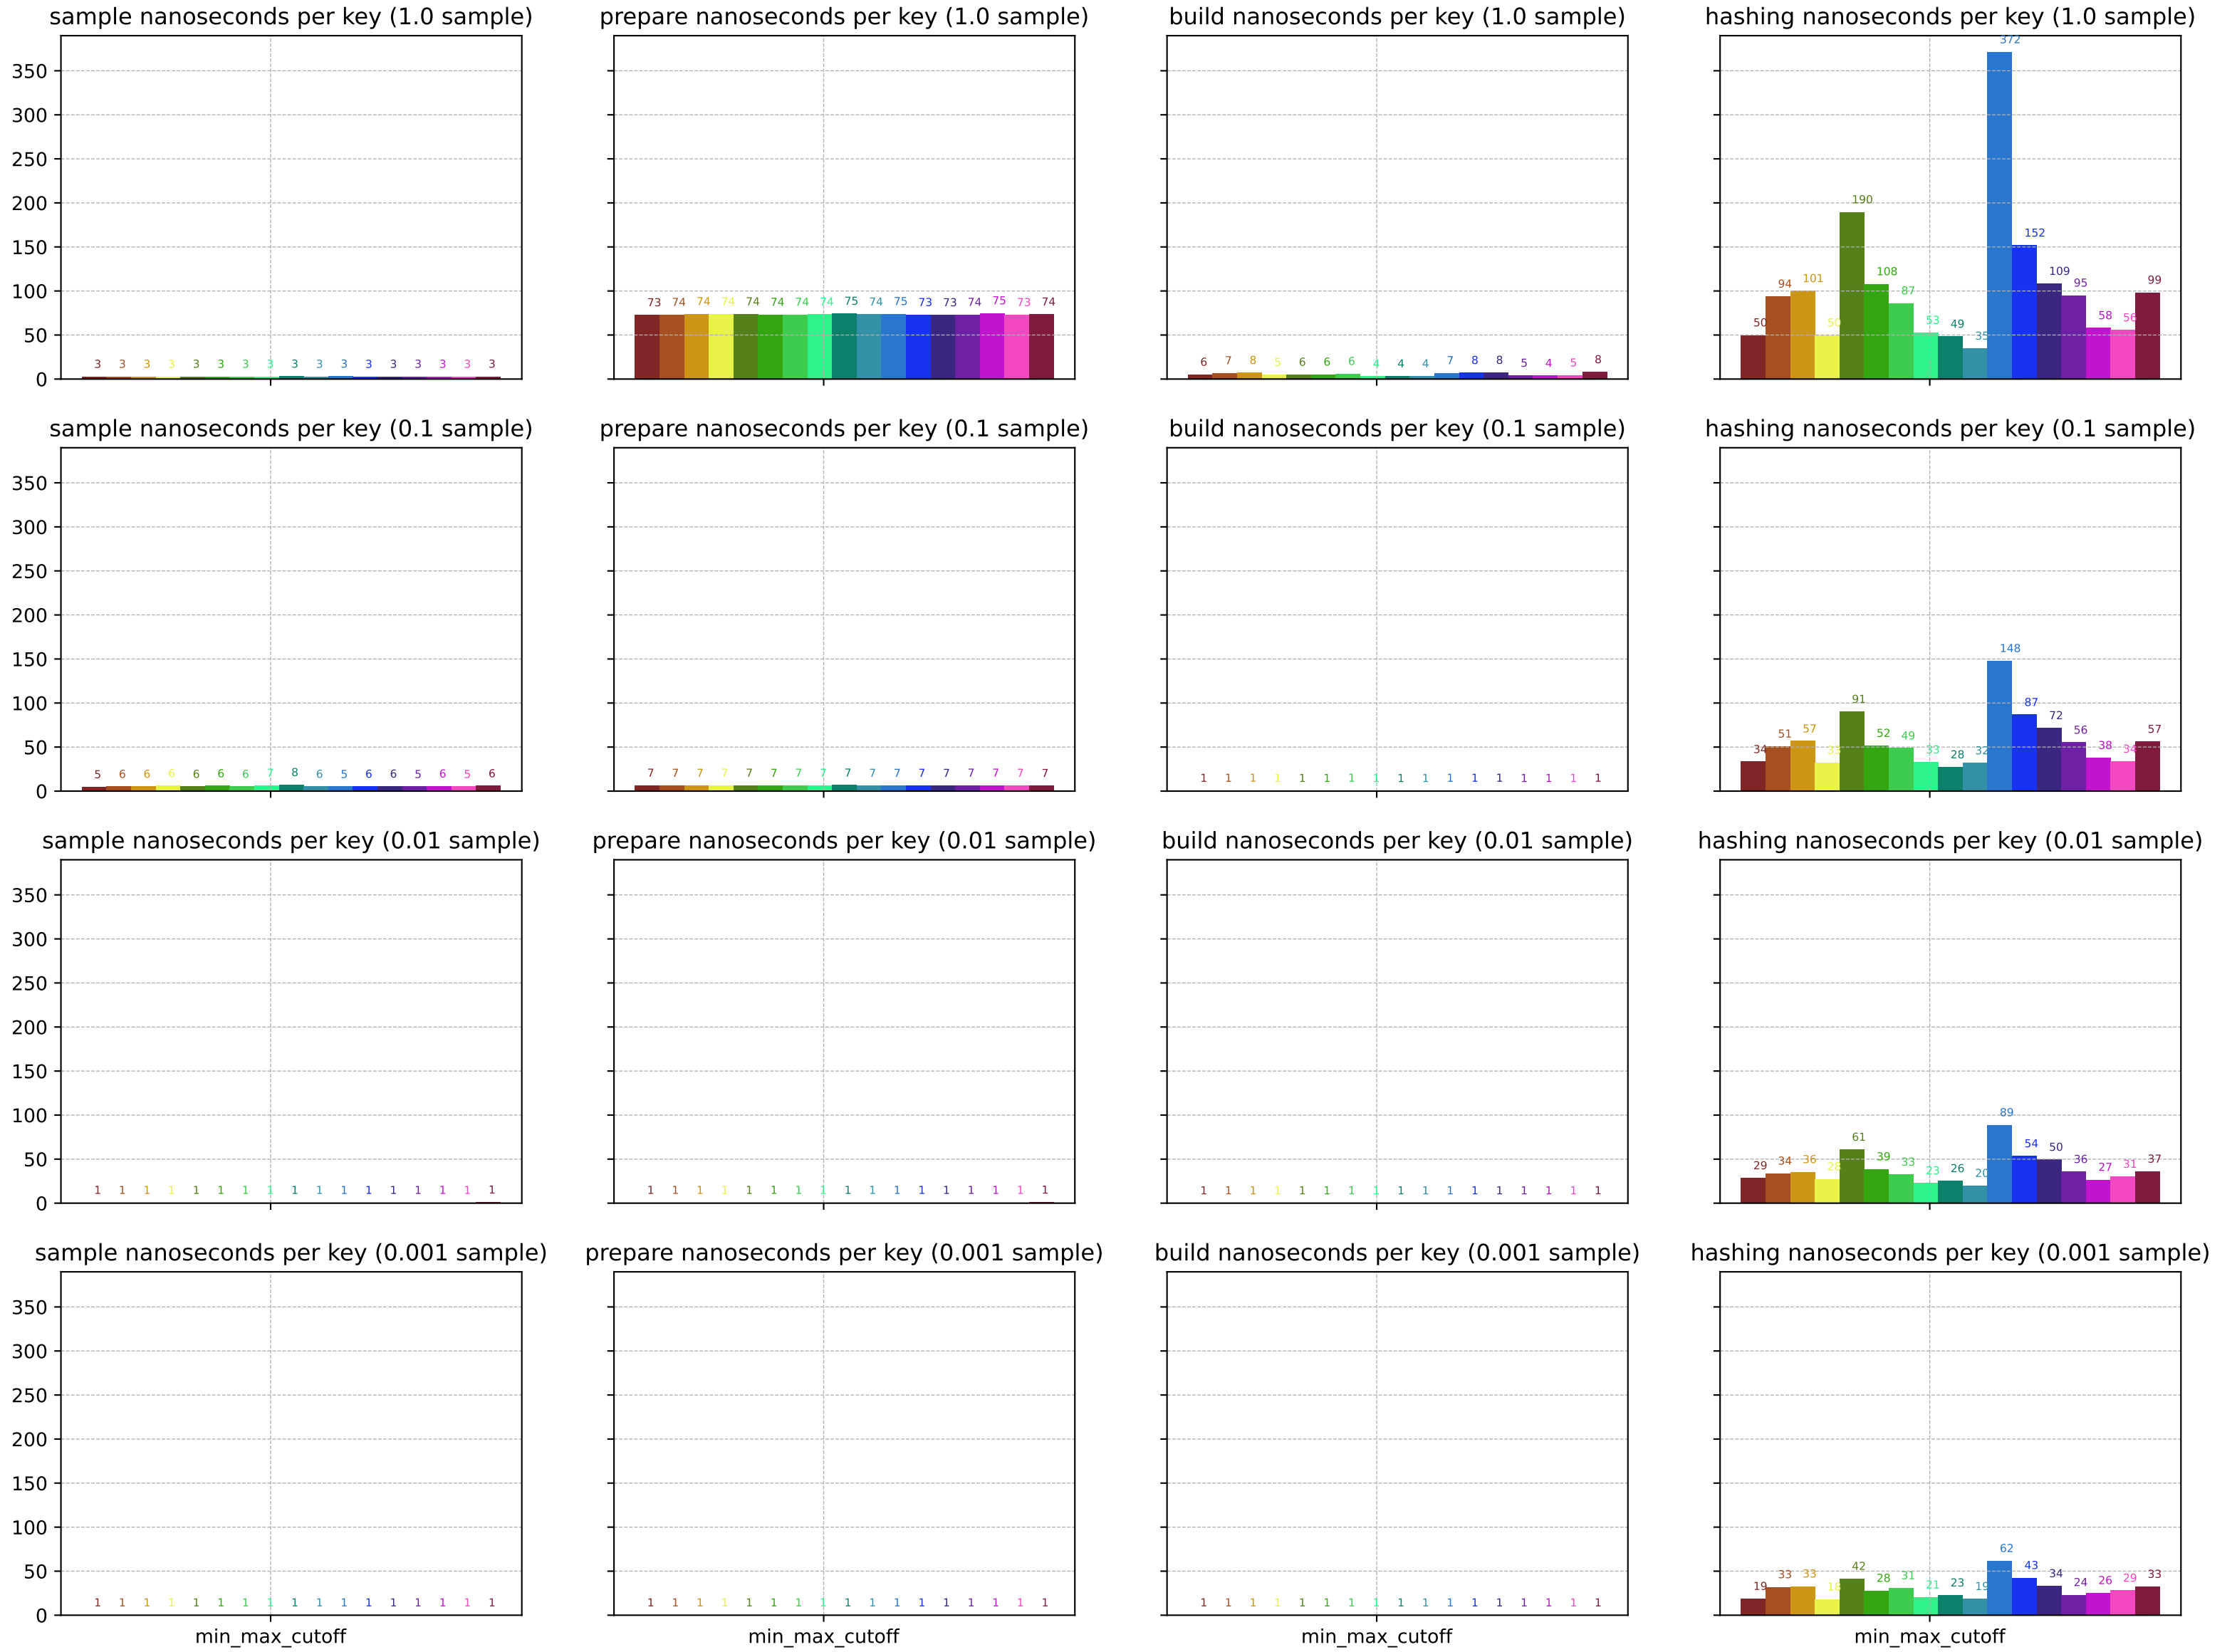 sample nanoseconds per key (1.0 sample)
prepare nanoseconds per key (1.0 sample)
build nanoseconds per key (1.0 sample)
hashing nanoseconds per key (1.0 sample)
350
300
250
200
150
100
50
0
3 3 3 3 3 3 3 3 3 3 3 3 3 3 3 3 3
73 74 74 74 74 74 74 74 75 74 75 73 73 74 75 73 74
6 7 8 5 6 6 6 4 4 4 7 8 8 5 4 5 8
50 94 101 50 190 108 87 53 49 35 372 152 109 95 58 56 99
sample nanoseconds per key (0.1 sample)
prepare nanoseconds per key (0.1 sample)
build nanoseconds per key (0.1 sample)
hashing nanoseconds per key (0.1 sample)
350
300
250
200
150
100
50
0
5 6 6 6 6 6 6 7 8 6 5 6 6 5 6 5 6
7 7 7 7 7 7 7 7 7 7 7 7 7 7 7 7 7
1 1 1 1 1 1 1 1 1 1 1 1 1 1 1 1 1
34 51 57 91 52 49 33 28 32 148 87 72 56 38 34 57
sample nanoseconds per key (0.01 sample)
prepare nanoseconds per key (0.01 sample)
build nanoseconds per key (0.01 sample)
hashing nanoseconds per key (0.01 sample)
350
300
250
200
150
100
50
0
1 1 1 1 1 1 1 1 1 1 1 1 1 1 1 1 1
1 1 1 1 1 1 1 1 1 1 1 1 1 1 1 1 1
1 1 1 1 1 1 1 1 1 1 1 1 1 1 1 1 1
29 34 36 28 61 39 33 23 26 20 89 54 50 36 27 31 37
sample nanoseconds per key (0.001 sample)
prepare nanoseconds per key (0.001 sample)
build nanoseconds per key (0.001 sample)
hashing nanoseconds per key (0.001 sample)
350
300
250
200
150
100
50
0
1 1 1 1 1 1 1 1 1 1 1 1 1 1 1 1 1
1 1 1 1 1 1 1 1 1 1 1 1 1 1 1 1 1
1 1 1 1 1 1 1 1 1 1 1 1 1 1 1 1 1
19 33 33 42 28 31 21 23 19 62 43 34 24 26 29 33
min_max_cutoff
min_max_cutoff
min_max_cutoff
min_max_cutoff